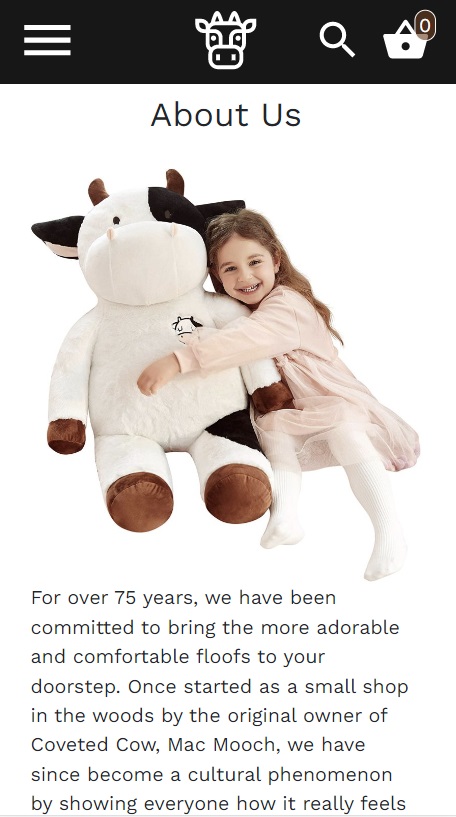 0
About Us
For over 75 years, we have been
committed to bring the more adorable
and comfortable floofs to your
doorstep. Once started as a small shop
in the woods by the original owner of
Coveted Cow, Mac Mooch, we have
since become a cultural phenomenon
by showing everyone how it really feels